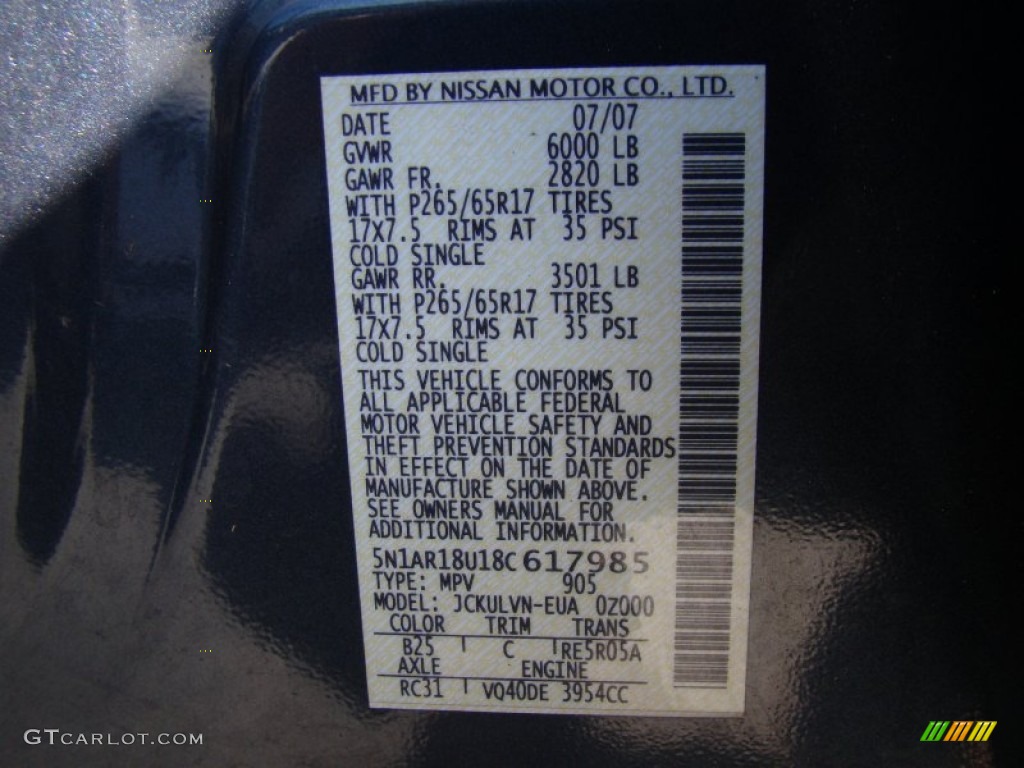 MFD BY NISSAN MOTOR CO., LTD.
DATE 07/07
GVWR 6000 LB
GAWR FR. 2820 LB
WITH P265/65R17 TIRES
17X7.5 RIMS AT 35 PSI
COLD SINGLE
GAWR RR. 3501 LB
WITH P265/65R17 TIRES
17X7.5 RIMS AT 35 PSI
COLD SINGLE
THIS VEHICLE CONFORMS TO
ALL APPLICABLE FEDERAL
MOTOR VEHICLE SAFETY AND
THEFT PREVENTION STANDARDS
IN EFFECT ON THE DATE OF
MANUFACTURE SHOWN ABOVE.
SEE OWNERS MANUAL FOR
ADDITIONAL INFORMATION.
5N1AR18U18C617985
TYPE: MPV 905
MODEL: JCKULVN-EUA 0Z000
COLOR TRIM TRANS
B25 C RE5R05A
AXLE ENGINE
RC31 VQ40DE 3954CC
GTCARLOT.COM